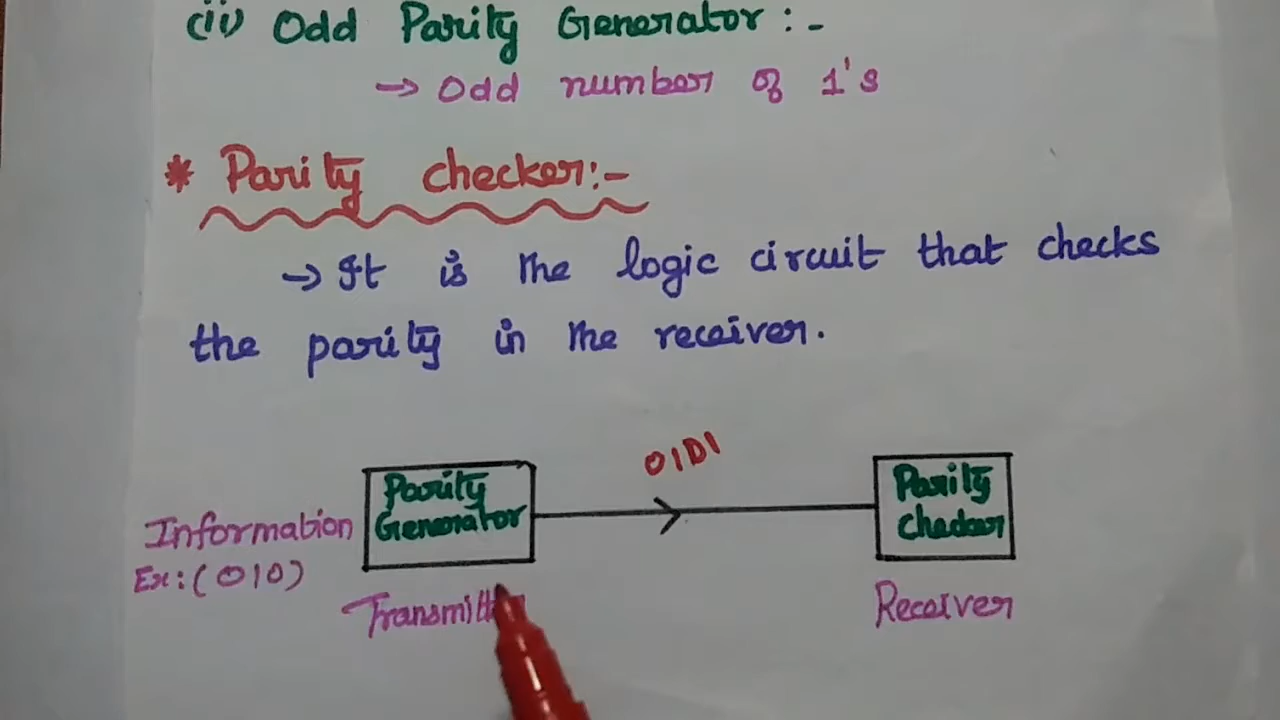 (ii) Odd Parity Generator :-
→ Odd number of 1's
* Parity checker:-
→ It is the logic circuit that checks
the parity in the receiver.
0101
Parity
Generator
Parity
checker
Information
Ex: (010)
Receiver